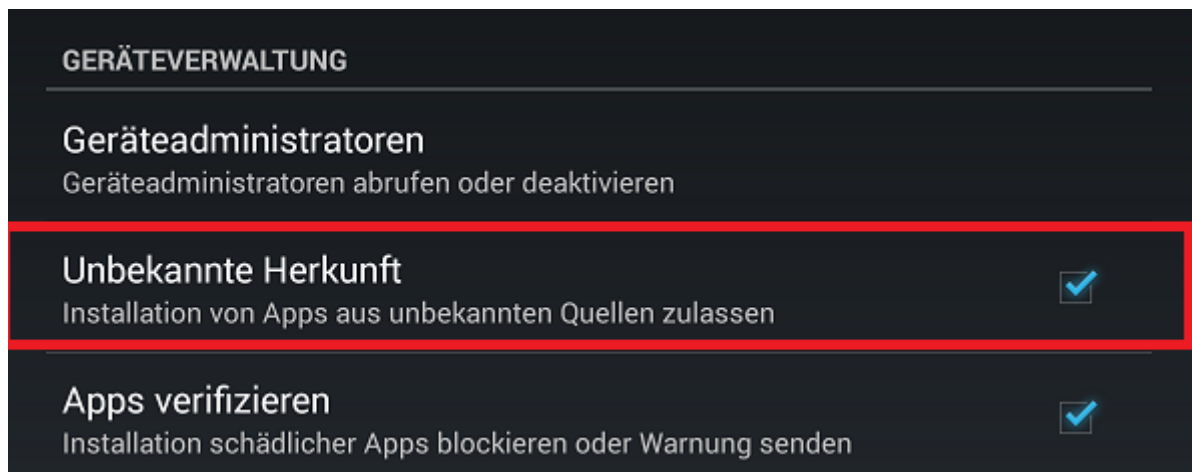 GERÄTEVERWALTUNG
Geräteadministratoren
Geräteadministratoren abrufen oder deaktivieren
Unbekannte Herkunft
Installation von Apps aus unbekannten Quellen zulassen
Apps verifizieren
Installation schädlicher Apps blockieren oder Warnung senden